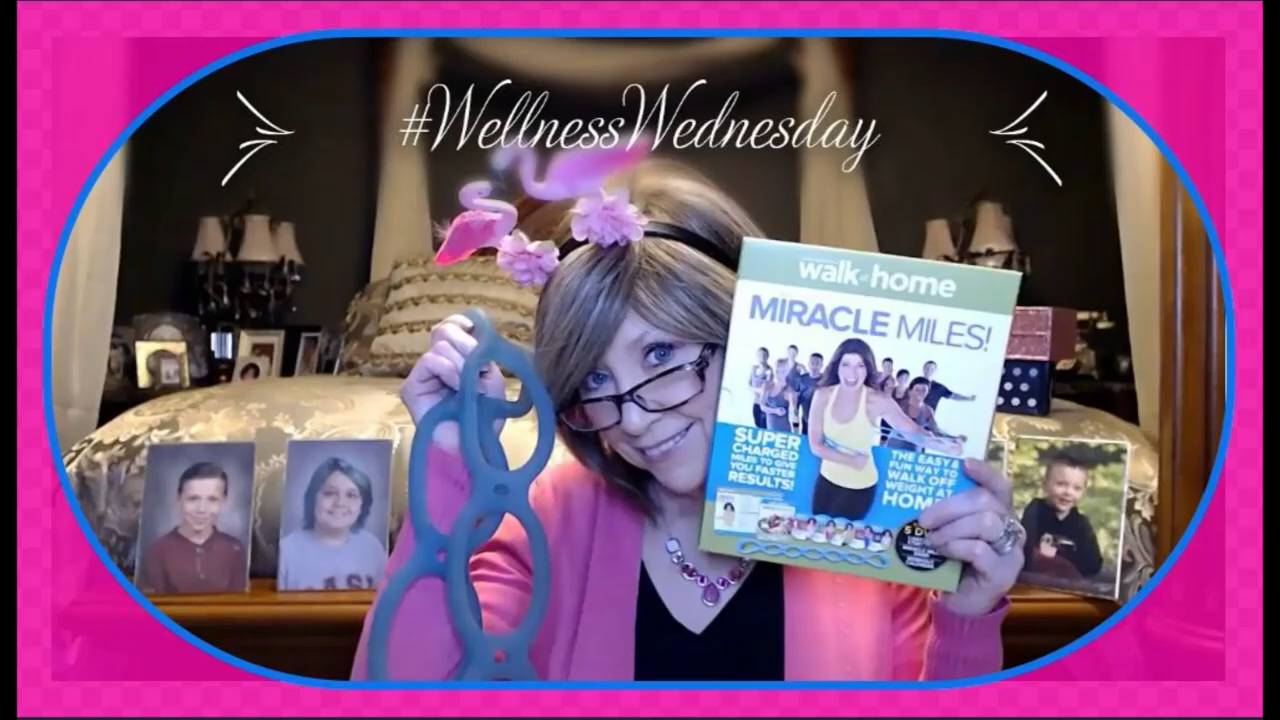 #WellnessWednesday
walk at home
MIRACLE MILES!
SUPER
CHARGED
MILES TO GIVE
YOU FASTER
RESULTS!
THE EASY &
FUN WAY TO
WALK OFF
WEIGHT AT
HOME